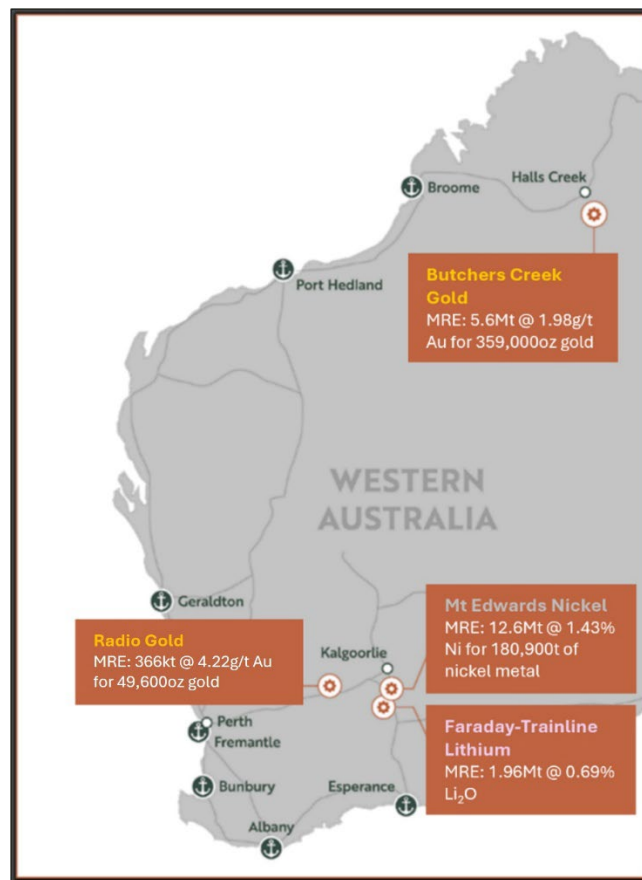 Halls Creek
Broome
Port Hedland
Butchers Creek
Gold
MRE: 5.6Mt @ 1.98g/t
Au for 359,000oz gold
WESTERN
AUSTRALIA
Geraldton
Mt Edwards Nickel
MRE: 12.6Mt @ 1.43%
Ni for 180,900t of
nickel metal
Radio Gold
MRE: 366kt @ 4.22g/t Au
for 49,600oz gold
Kalgoorlie
Perth
Fremantle
Faraday-Trainline
Lithium
MRE: 1.96Mt @ 0.69%
Li₂O
Bunbury
Esperance
Albany